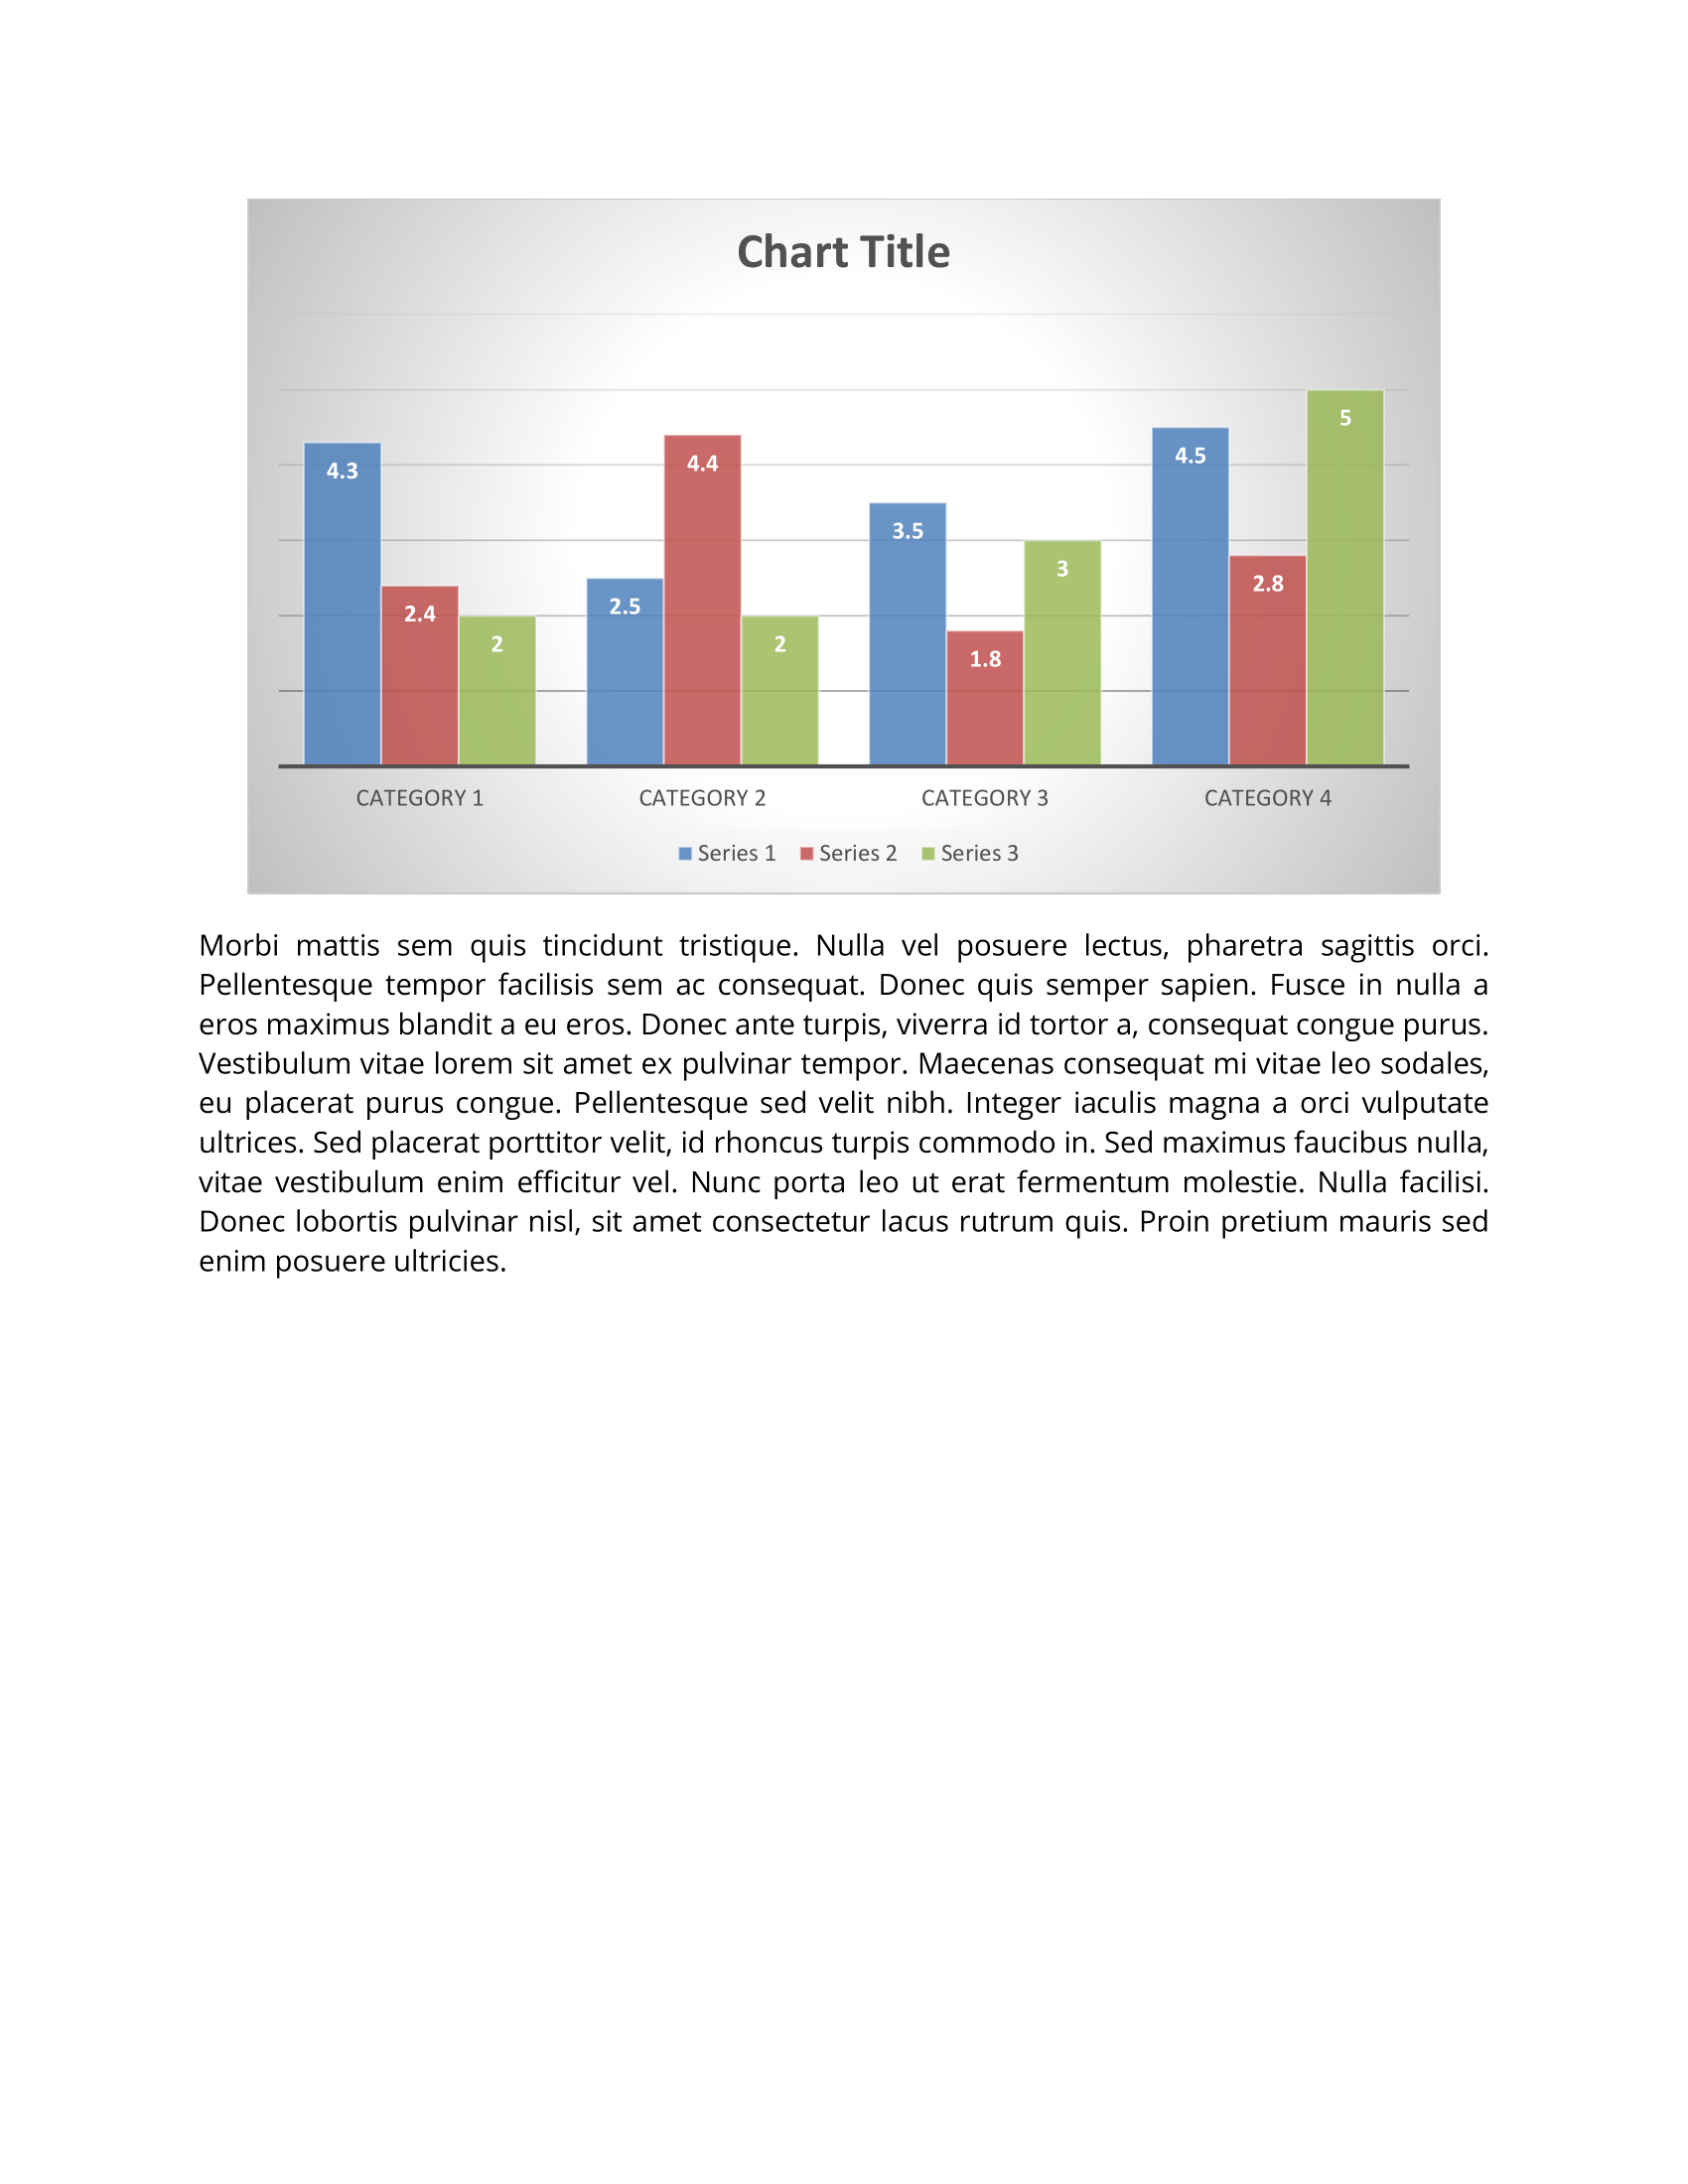 Chart Title
4.3
2.4
2
2.5
4.4
2
3.5
1.8
3
4.5
2.8
5
CATEGORY 1 CATEGORY 2 CATEGORY 3 CATEGORY 4
Series 1 Series 2 Series 3
Morbi mattis sem quis tincidunt tristique. Nulla vel posuere lectus, pharetra sagittis orci.
Pellentesque tempor facilisis sem ac consequat. Donec quis semper sapien. Fusce in nulla a
eros maximus blandit a eu eros. Donec ante turpis, viverra id tortor a, consequat congue purus.
Vestibulum vitae lorem sit amet ex pulvinar tempor. Maecenas consequat mi vitae leo sodales,
eu placerat purus congue. Pellentesque sed velit nibh. Integer iaculis magna a orci vulputate
ultrices. Sed placerat porttitor velit, id rhoncus turpis commodo in. Sed maximus faucibus nulla,
vitae vestibulum enim efficitur vel. Nunc porta leo ut erat fermentum molestie. Nulla facilisi.
Donec lobortis pulvinar nisl, sit amet consectetur lacus rutrum quis. Proin pretium mauris sed
enim posuere ultricies.